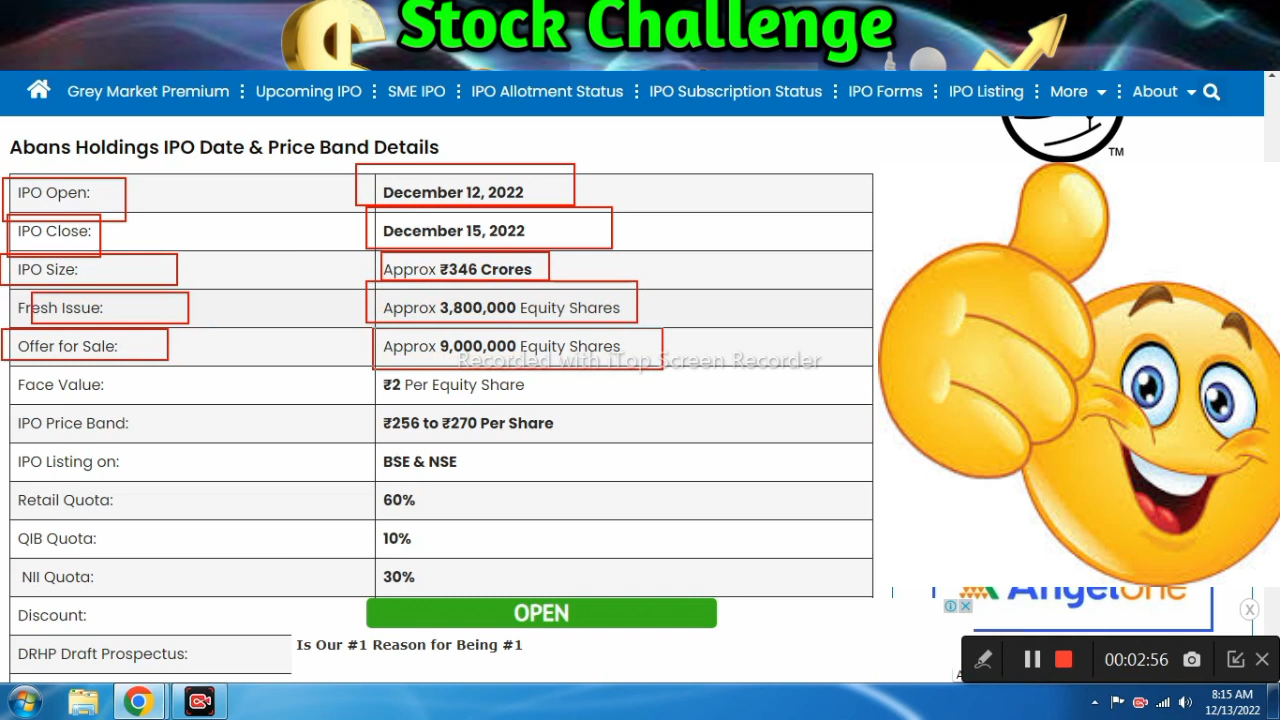 Stock Challenge
Grey Market Premium ⋮ Upcoming IPO ⋮ SME IPO ⋮ IPO Allotment Status ⋮ IPO Subscription Status ⋮ IPO Forms ⋮ IPO Listing ⋮ More ⋮ About
TM
Abans Holdings IPO Date & Price Band Details
IPO Open: December 12, 2022
IPO Close: December 15, 2022
IPO Size: Approx ₹346 Crores
Fresh Issue: Approx 3,800,000 Equity Shares
Offer for Sale: Approx 9,000,000 Equity Shares
Recorded with iTop Screen Recorder
Face Value: ₹2 Per Equity Share
IPO Price Band: ₹256 to ₹270 Per Share
IPO Listing on: BSE & NSE
Retail Quota: 60%
QIB Quota: 10%
NII Quota: 30%
AngelOne
Discount:
OPEN
Is Our #1 Reason for Being #1
DRHP Draft Prospectus:
00:02:56
8:15 AM
12/13/2022